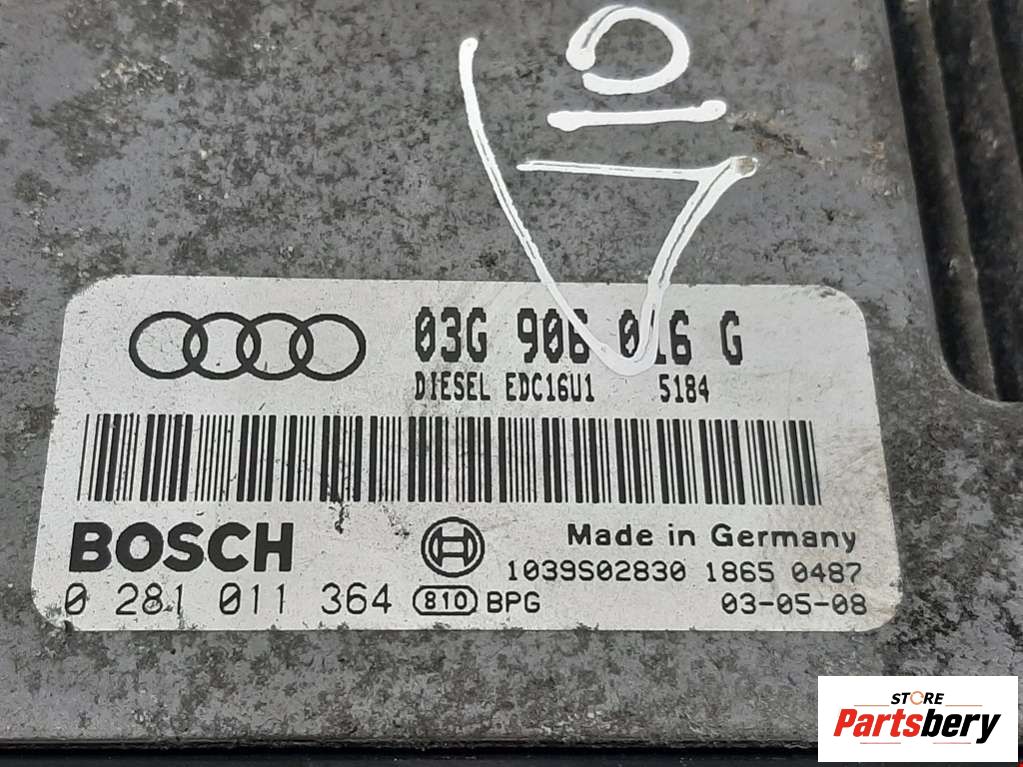 03G 906 016 G
DIESEL EDC16U1 5184
BOSCH
Made in Germany
1039S02830 1865 0487
0 281 011 364 810 BPG
03-05-08
STORE
Partsbery